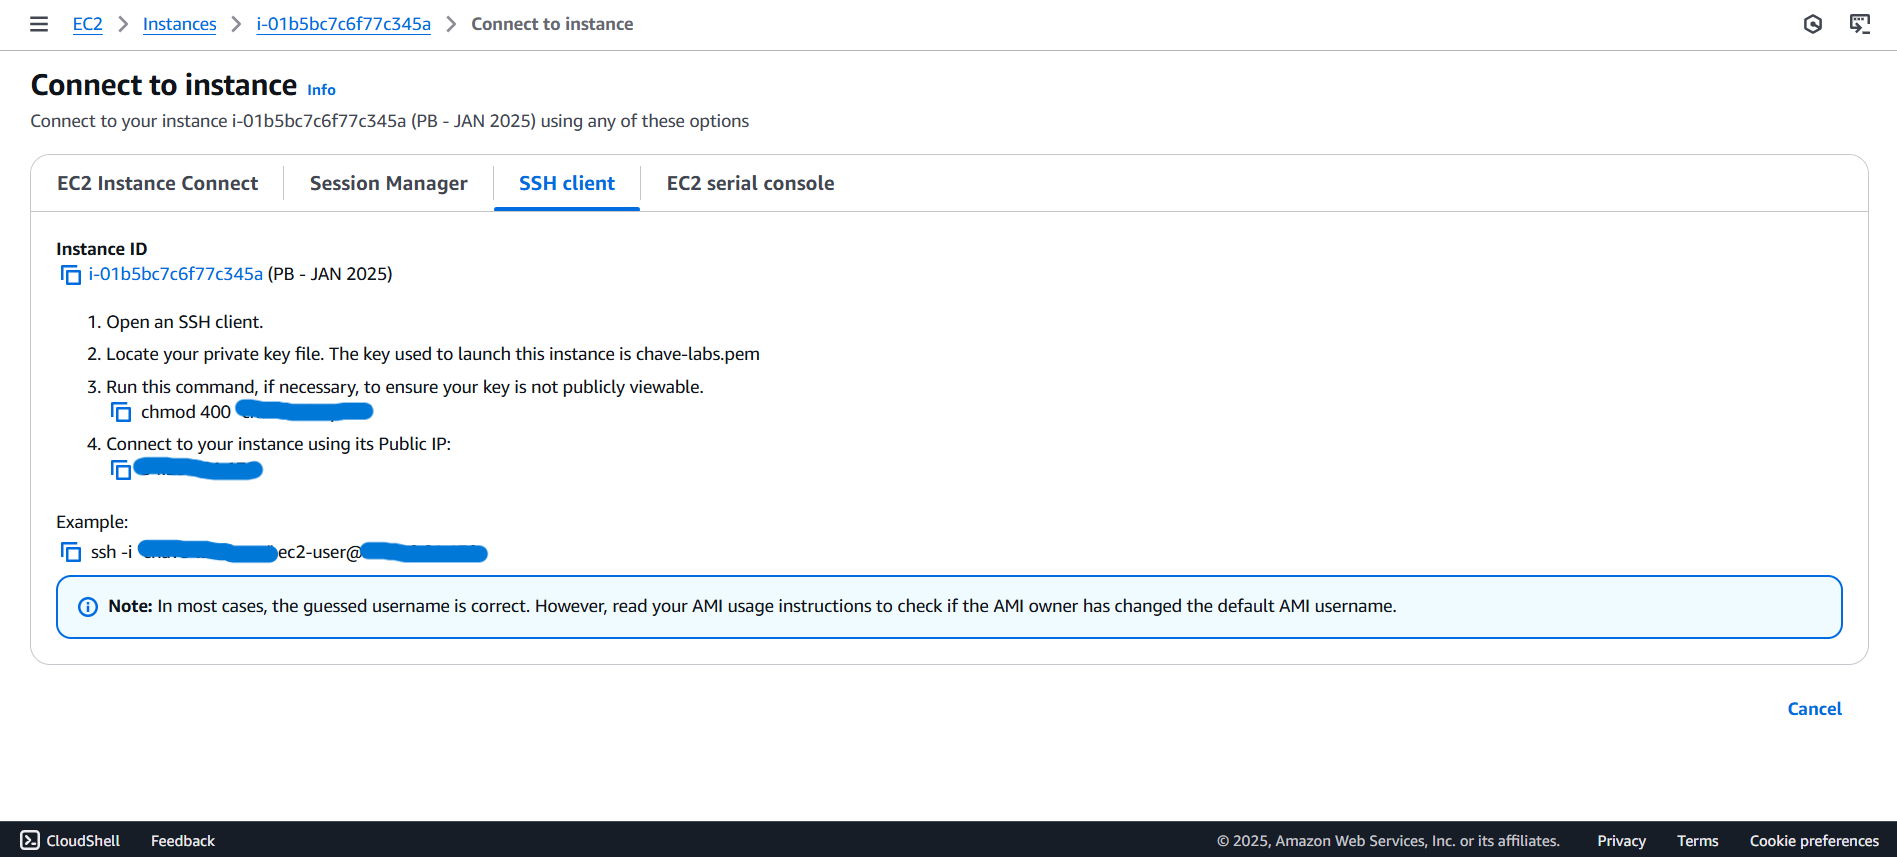 EC2 > Instances > i-01b5bc7c6f77c345a > Connect to instance
Connect to instance Info
Connect to your instance i-01b5bc7c6f77c345a (PB - JAN 2025) using any of these options
EC2 Instance Connect Session Manager SSH client EC2 serial console
Instance ID
i-01b5bc7c6f77c345a (PB - JAN 2025)
1. Open an SSH client.
2. Locate your private key file. The key used to launch this instance is chave-labs.pem
3. Run this command, if necessary, to ensure your key is not publicly viewable.
chmod 400
4. Connect to your instance using its Public IP:
Example:
ssh -i ec2-user@
Note: In most cases, the guessed username is correct. However, read your AMI usage instructions to check if the AMI owner has changed the default AMI username.
Cancel
CloudShell Feedback © 2025, Amazon Web Services, Inc. or its affiliates. Privacy Terms Cookie preferences